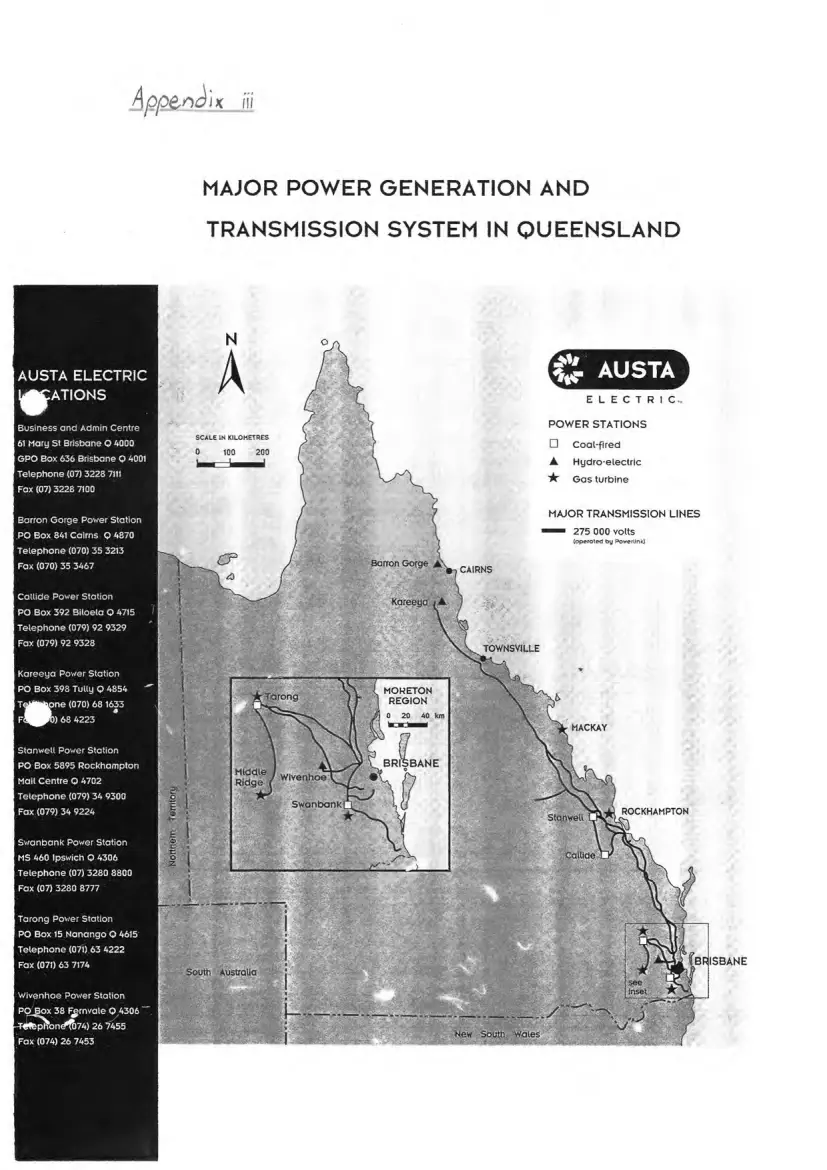 Appendix iii
MAJOR POWER GENERATION AND
TRANSMISSION SYSTEM IN QUEENSLAND
AUSTA ELECTRIC
Business and Admin Centre
61 Mary St Brisbane Q 4000
GPO Box 636 Brisbane Q 4001
Telephone (07) 3228 7111
Fax (07) 3228 7100
Barron Gorge Power Station
PO Box 841 Cairns Q 4870
Telephone (070) 35 3213
Fax (070) 35 3467
Callide Power Station
PO Box 392 Biloela Q 4715
Telephone (079) 92 9329
Fax (079) 92 9328
Kareeya Power Station
PO Box 398 Tully Q 4854
(070) 68 1633
68 4223
Stanwell Power Station
PO Box 5895 Rockhampton
Mail Centre Q 4702
Telephone (079) 34 9300
Fax (079) 34 9224
Swanbank Power Station
MS 460 Ipswich Q 4306
Telephone (07) 3280 8800
Fax (07) 3280 8777
Tarong Power Station
PO Box 15 Nanango Q 4615
Telephone (071) 63 4222
Fax (071) 63 7174
Wivenhoe Power Station
PO Box 38 Fernvale Q 4306
Telephone (074) 26 7455
Fax (074) 26 7453
N
SCALE IN KILOMETRES
0 100 200
AUSTA
ELECTRIC
POWER STATIONS
Coal-fired
Hydro-electric
Gas turbine
MAJOR TRANSMISSION LINES
275 000 volts
(operated by Powerlink)
Barron Gorge
CAIRNS
Kareeya
TOWNSVILLE
MACKAY
ROCKHAMPTON
Stanwell
Callide
BRISBANE
see
inset
MORETON
REGION
0 20 40 km
Tarong
BRISBANE
Middle
Ridge
Wivenhoe
Swanbank
Northern Territory
South Australia
New South Wales